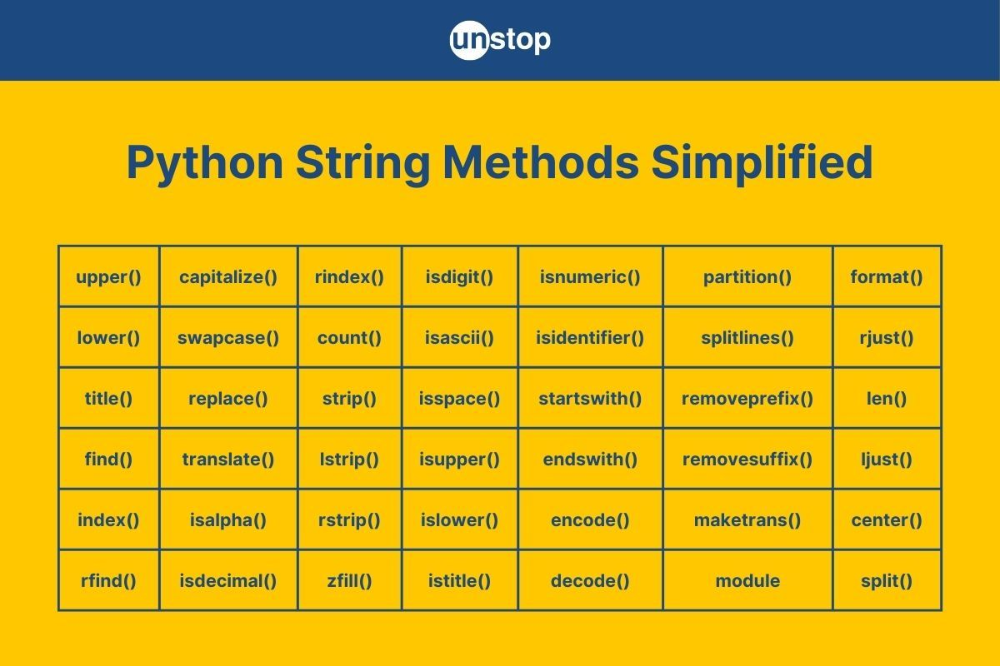 unstop
Python String Methods Simplified
upper() capitalize() rindex() isdigit() isnumeric() partition() format()
lower() swapcase() count() isascii() isidentifier() splitlines() rjust()
title() replace() strip() isspace() startswith() removeprefix() len()
find() translate() lstrip() isupper() endswith() removesuffix() ljust()
index() isalpha() rstrip() islower() encode() maketrans() center()
rfind() isdecimal() zfill() istitle() decode() module split()